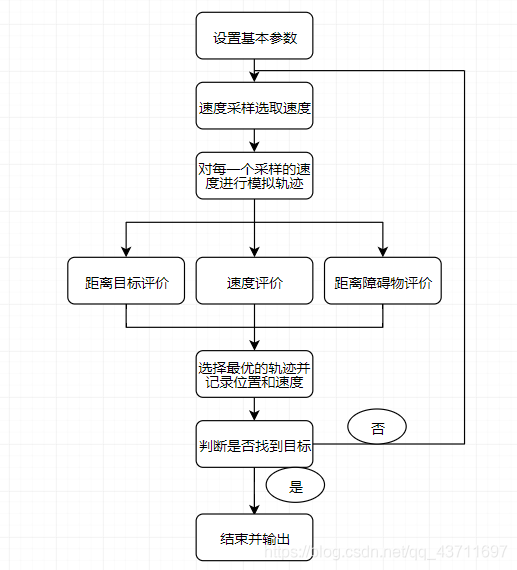 设置基本参数
速度采样选取速度
对每一个采样的速
度进行模拟轨迹
距离目标评价
速度评价
距离障碍物评价
选择最优的轨迹并
记录位置和速度
判断是否找到目标
否
是
结束并输出
https://blog.csdn.net/qq_43711697